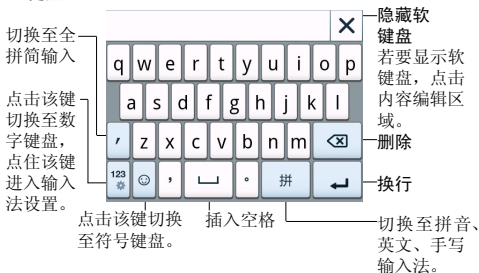 隐藏软
键盘
若要显示软
键盘，点击
内容编辑区
域。
切换至全
拼简输入
q w e r t y u i o p
a s d f g h j k l
点击该键
切换至数
字键盘，
点住该键
进入输入
法设置。
' z x c v b n m
删除
123 , 。 拼
换行
点击该键切换
至符号键盘。
插入空格
切换至拼音、
英文、手写
输入法。